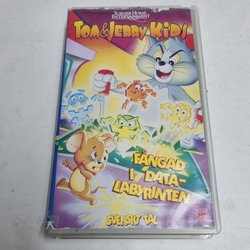 TURNER HOME
ENTERTAINMENT
TOM & JERRY KIDS
FÅNGAD
I DATA-
LABYRINTEN
SVENSKT TAL